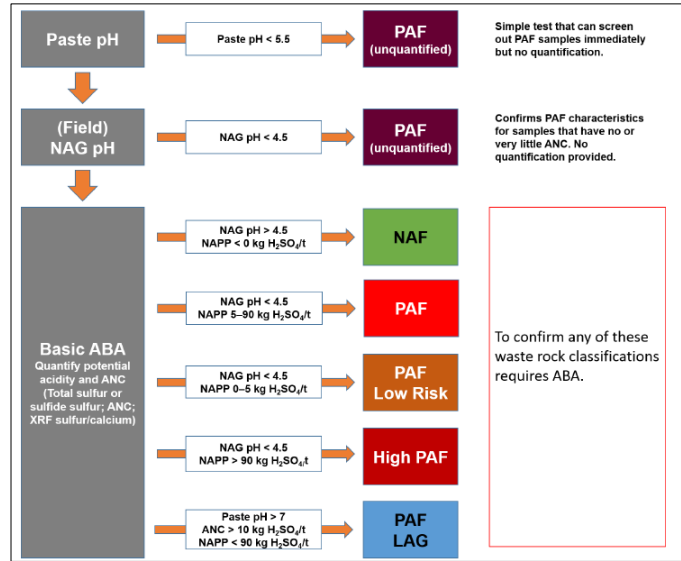 Paste pH
Paste pH < 5.5
PAF
(unquantified)
Simple test that can screen
out PAF samples immediately
but no quantification.
(Field)
NAG pH
NAG pH < 4.5
PAF
(unquantified)
Confirms PAF characteristics
for samples that have no or
very little ANC. No
quantification provided.
Basic ABA
Quantify potential
acidity and ANC
(Total sulfur or
sulfide sulfur; ANC;
XRF sulfur/calcium)
NAG pH > 4.5
NAPP < 0 kg H₂SO₄/t
NAF
NAG pH < 4.5
NAPP 5–90 kg H₂SO₄/t
PAF
NAG pH < 4.5
NAPP 0–5 kg H₂SO₄/t
PAF
Low Risk
NAG pH < 4.5
NAPP > 90 kg H₂SO₄/t
High PAF
Paste pH > 7
ANC > 10 kg H₂SO₄/t
NAPP < 90 kg H₂SO₄/t
PAF
LAG
To confirm any of these
waste rock classifications
requires ABA.